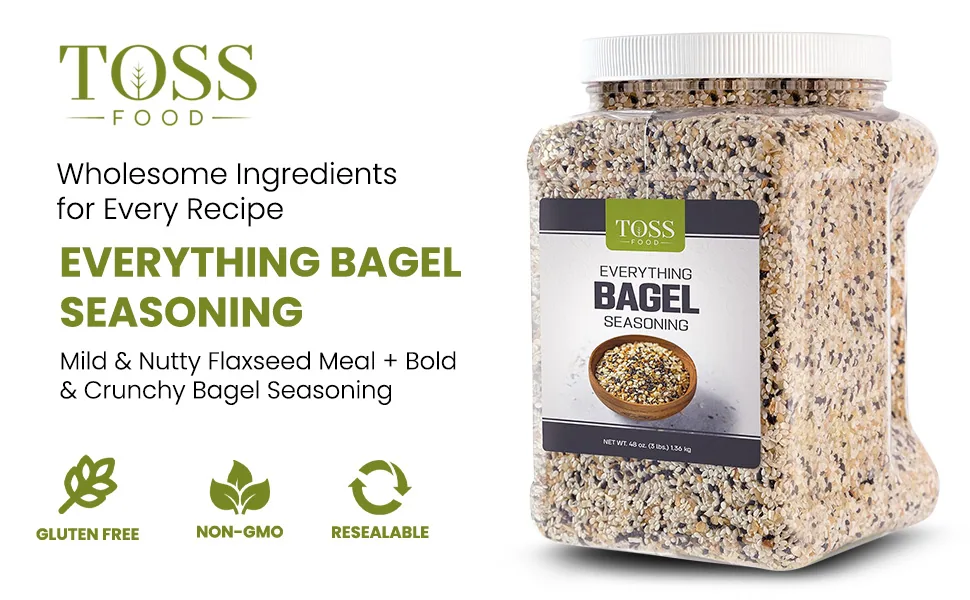 TOSS
FOOD
Wholesome Ingredients
for Every Recipe
EVERYTHING BAGEL
SEASONING
Mild & Nutty Flaxseed Meal + Bold
& Crunchy Bagel Seasoning
GLUTEN FREE
NON-GMO
RESEALABLE
TOSS
FOOD
EVERYTHING
BAGEL
SEASONING
NET WT. 48 oz. (3 lbs.) 1.36 kg